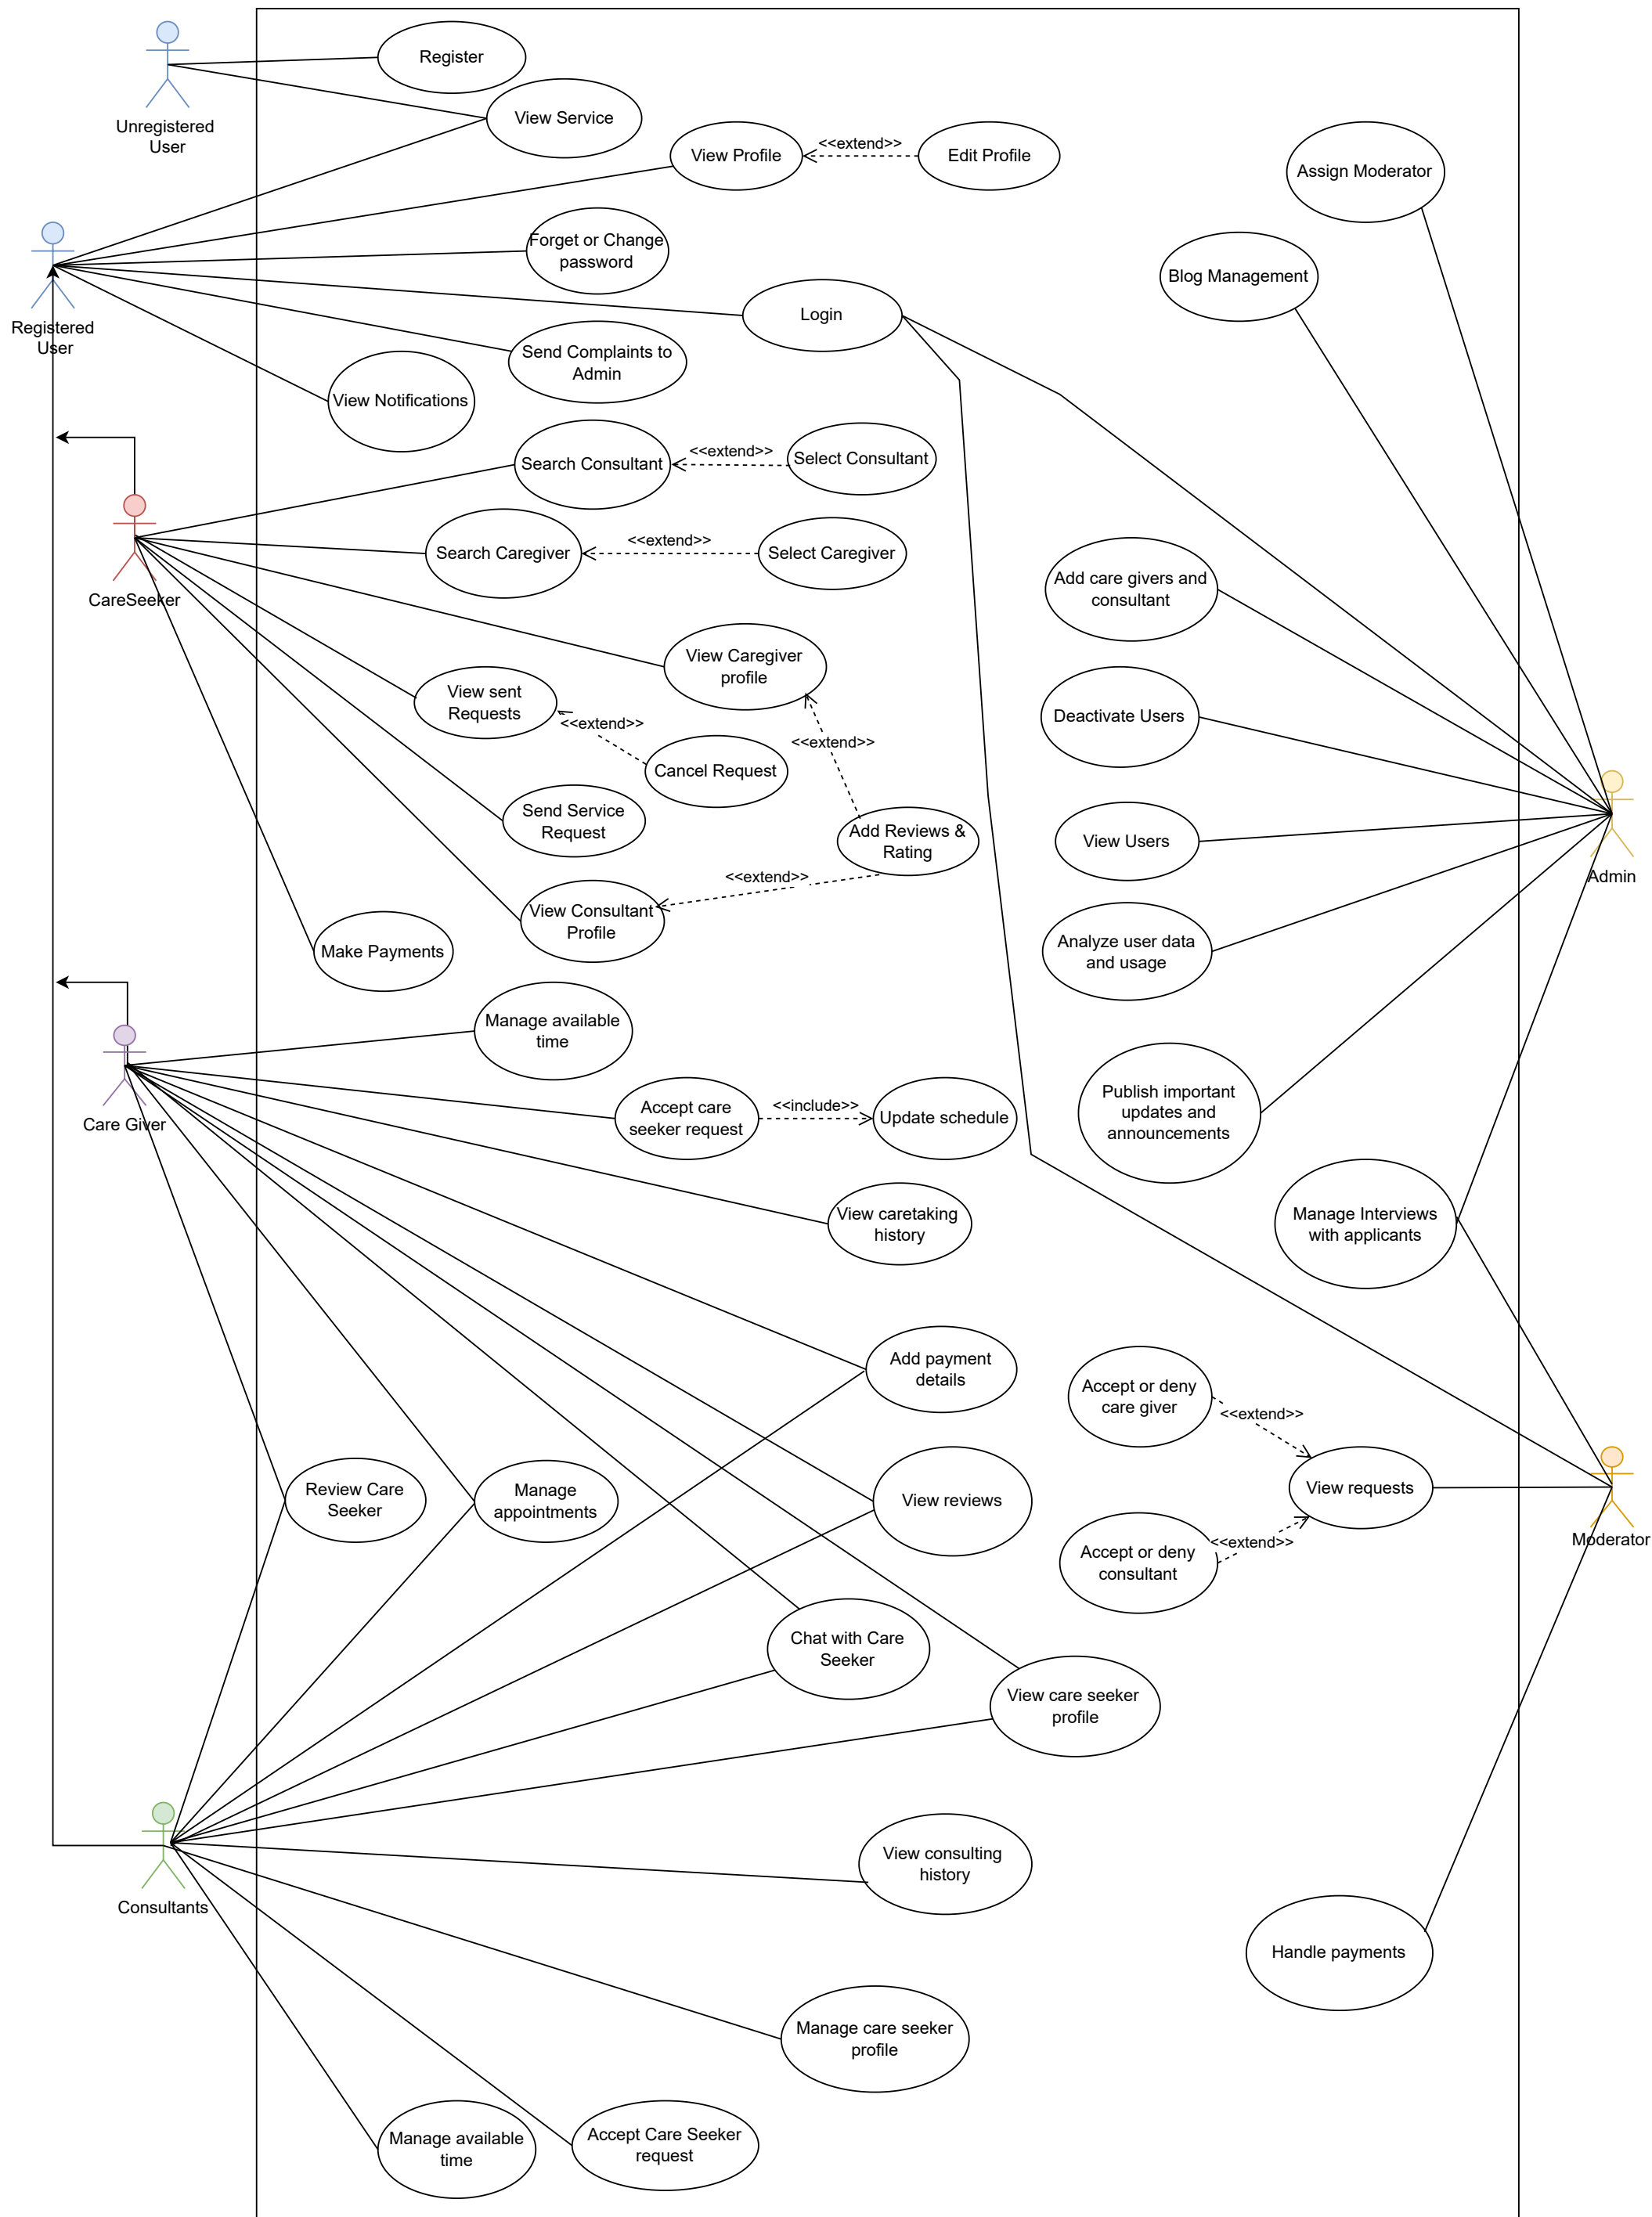 Register
View Service
Unregistered
User
View Profile
<<extend>>
Edit Profile
Assign Moderator
Forget or Change
password
Blog Management
Registered
User
Login
Send Complaints to
Admin
View Notifications
Search Consultant
<<extend>>
Select Consultant
Search Caregiver
<<extend>>
Select Caregiver
CareSeeker
Add care givers and
consultant
View Caregiver
profile
View sent
Requests
<<extend>>
<<extend>>
Cancel Request
Deactivate Users
Send Service
Request
Add Reviews &
Rating
View Users
Admin
<<extend>>
View Consultant
Profile
Make Payments
Analyze user data
and usage
Manage available
time
Care Giver
Accept care
seeker request
<<include>>
Update schedule
Publish important
updates and
announcements
View caretaking
history
Manage Interviews
with applicants
Add payment
details
Accept or deny
care giver
<<extend>>
Review Care
Seeker
Manage
appointments
View reviews
View requests
Moderator
<<extend>>
Accept or deny
consultant
Chat with Care
Seeker
View care seeker
profile
Consultants
View consulting
history
Handle payments
Manage care seeker
profile
Manage available
time
Accept Care Seeker
request